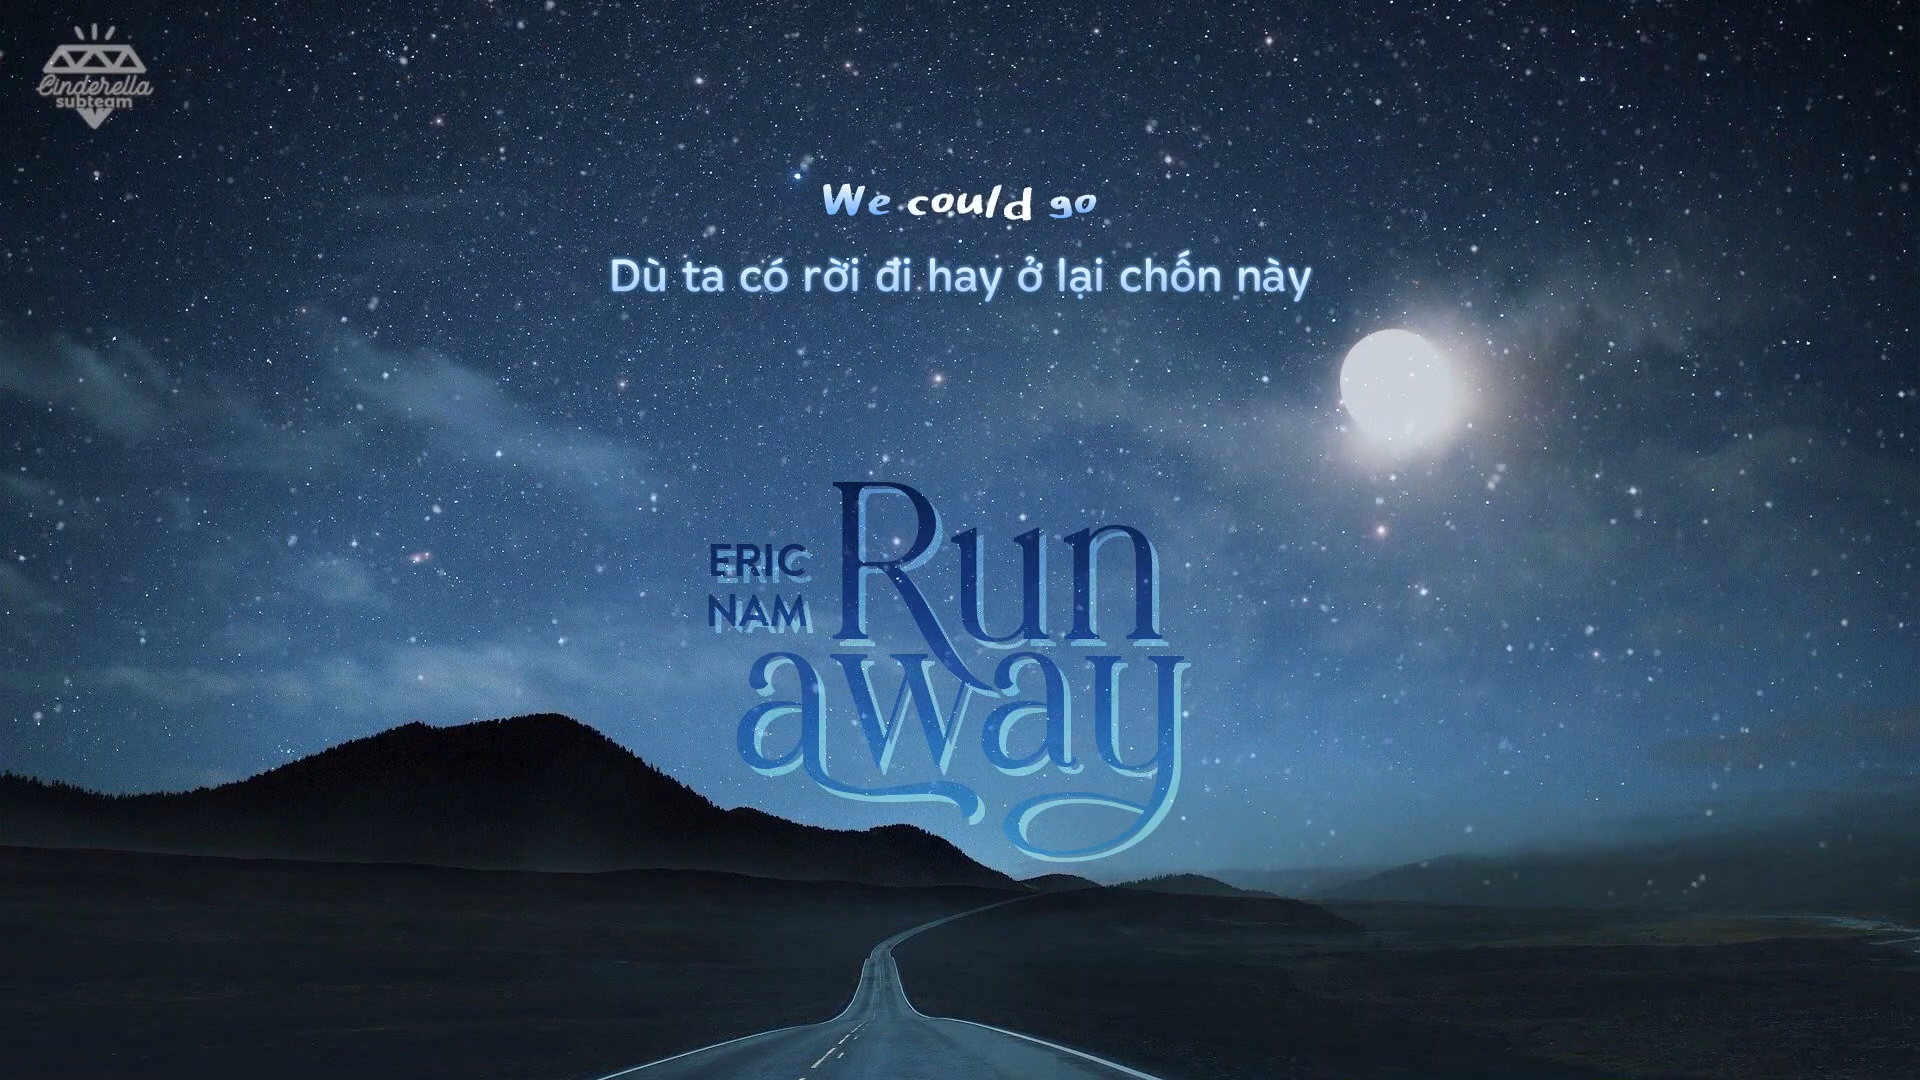 Cinderella
subteam
We could go
Dù ta có rời đi hay ở lại chốn này
ERIC
NAM
Run
away